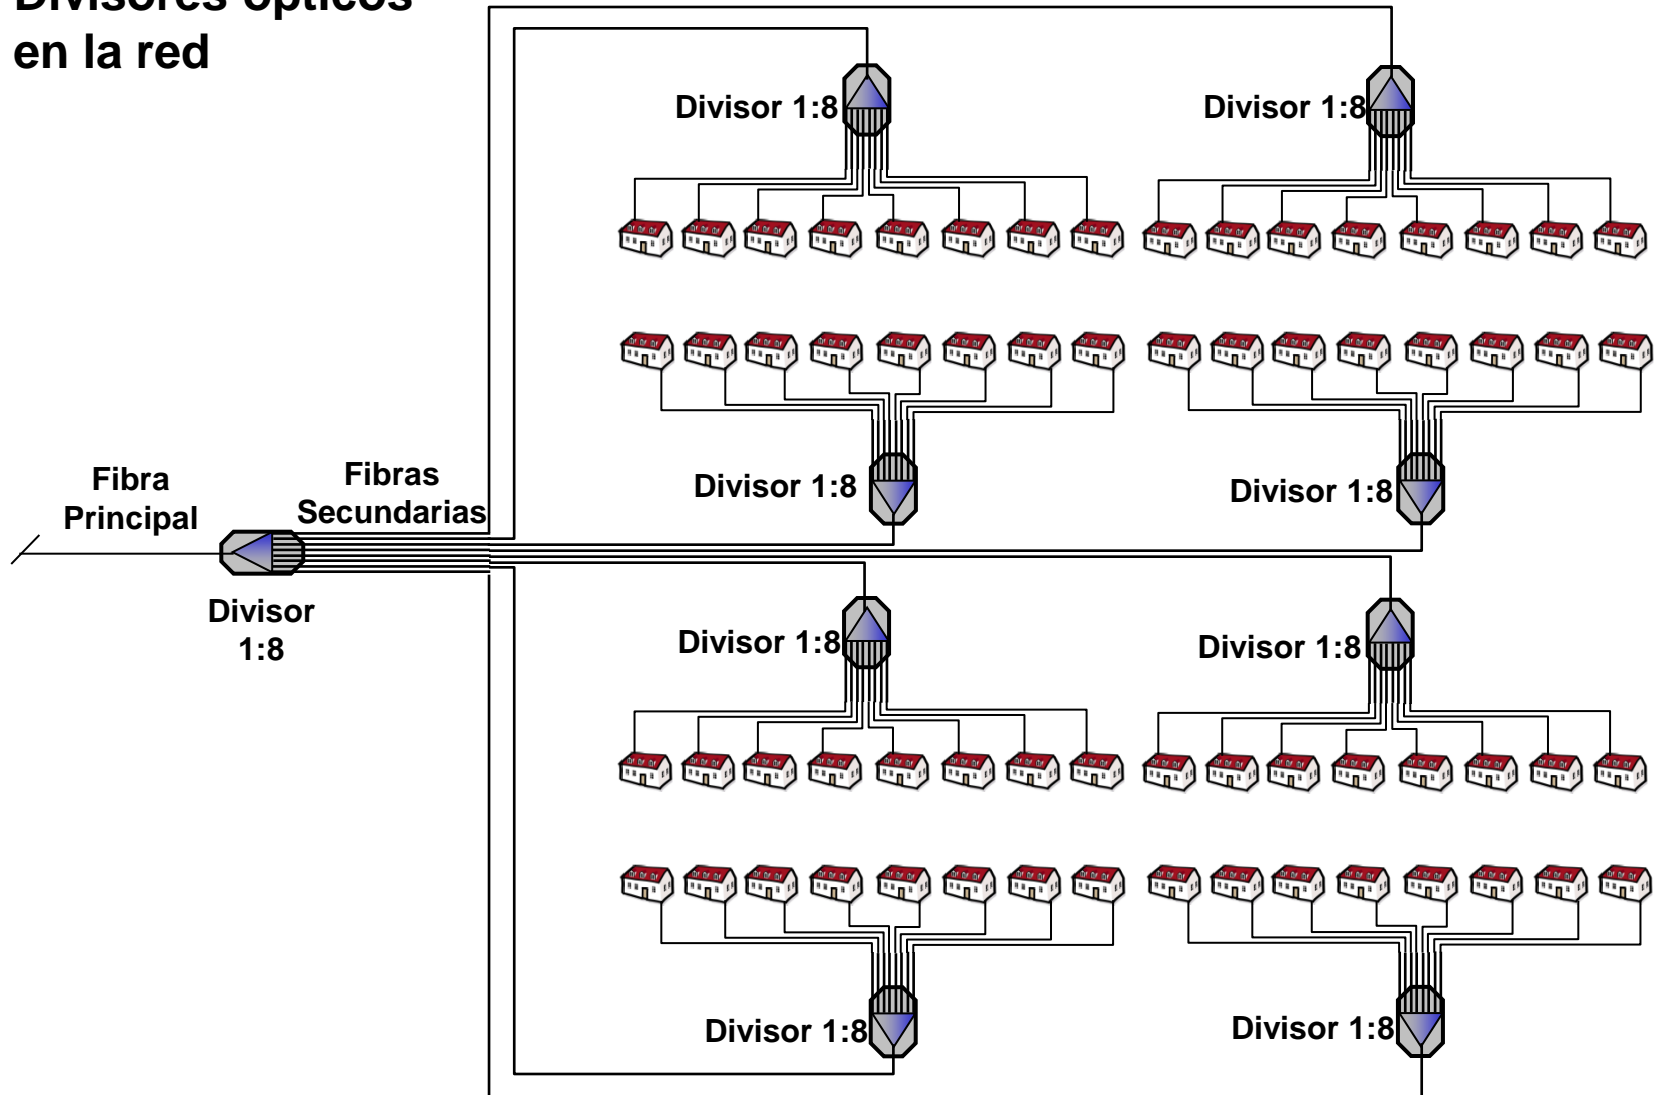 Divisores ópticos
en la red
Divisor 1:8
Divisor 1:8
Fibra
Principal
Fibras
Secundarias
Divisor 1:8
Divisor 1:8
Divisor
1:8
Divisor 1:8
Divisor 1:8
Divisor 1:8
Divisor 1:8